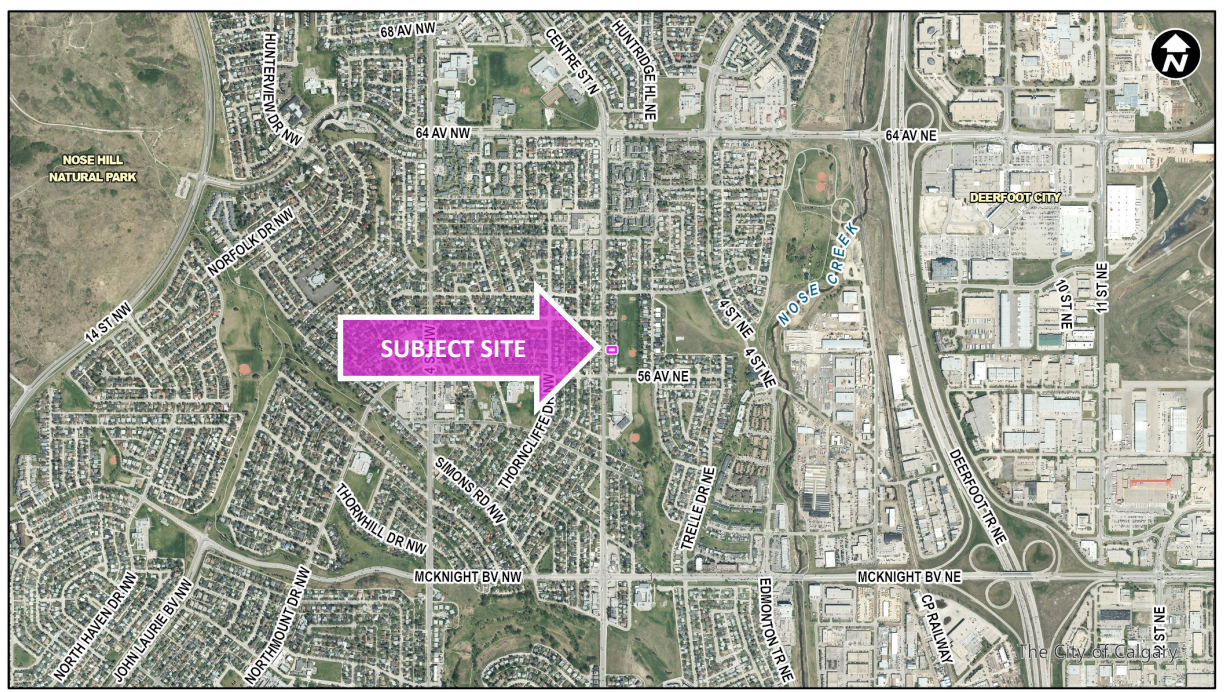 68 AV NW
HUNTERVIEW DR NW
CENTRE ST N
HUNTRIDGE HL NE
N
64 AV NW
64 AV NE
NOSE HILL
NATURAL PARK
DEERFOOT CITY
NORFOLK DR NW
NOSE CREEK
14 ST NW
4 ST NE
4 ST NE
10 ST NE
11 ST NE
SUBJECT SITE
4 ST NW
56 AV NE
THORNCLIFFE DR NW
SIMONS RD NW
THORNHILL DR NW
TRELLE DR NE
DEERFOOT TR NE
MCKNIGHT BV NW
MCKNIGHT BV NE
NORTH HAVEN DR NW
JOHN LAURIE BV NW
NORTHMOUNT DR NW
EDMONTON TR NE
CP RAILWAY
ST NE
The City of Calgary